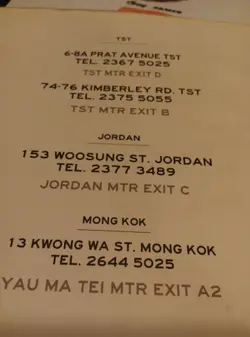 TST
6-8A PRAT AVENUE TST
TEL. 2367 5025
TST MTR EXIT D
74-76 KIMBERLEY RD. TST
TEL. 2375 5055
TST MTR EXIT B
JORDAN
153 WOOSUNG ST. JORDAN
TEL. 2377 3489
JORDAN MTR EXIT C
MONG KOK
13 KWONG WA ST. MONG KOK
TEL. 2644 5025
YAU MA TEI MTR EXIT A2